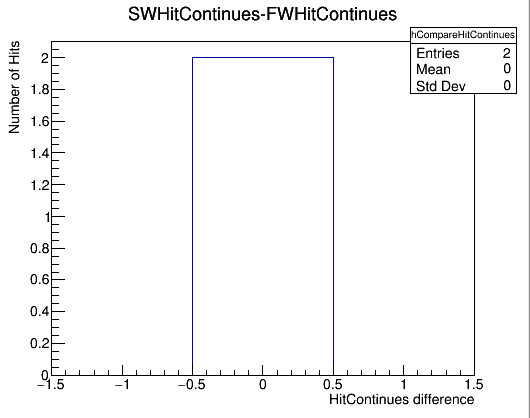 SWHitContinues-FWHitContinues
hCompareHitContinues
Entries 2
Mean 0
Std Dev 0
Number of Hits
2
1.8
1.6
1.4
1.2
1
0.8
0.6
0.4
0.2
0
−1.5 −1 −0.5 0 0.5 1 1.5
HitContinues difference